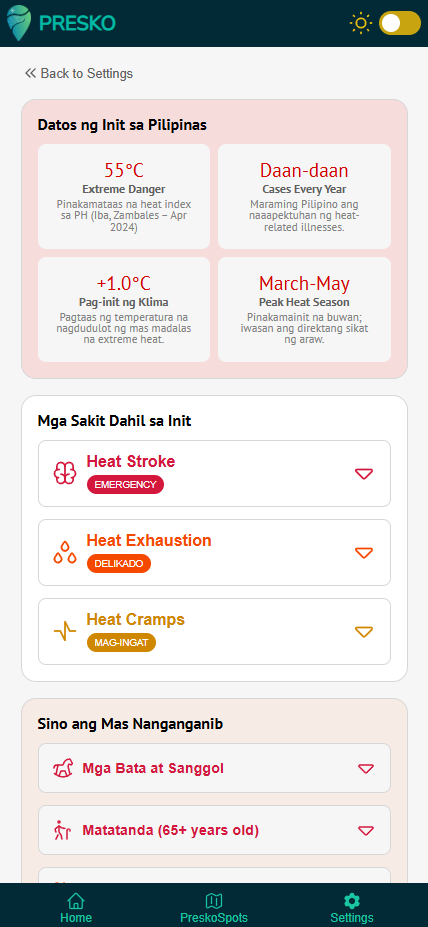 PRESKO
Back to Settings
Datos ng Init sa Pilipinas
55°C
Extreme Danger
Pinakamataas na heat index
sa PH (Iba, Zambales – Apr
2024)
Daan-daan
Cases Every Year
Maraming Pilipino ang
naaapektuhan ng heat-
related illnesses.
+1.0°C
Pag-init ng Klima
Pagtaas ng temperatura na
nagdudulot ng mas madalas
na extreme heat.
March-May
Peak Heat Season
Pinakamainit na buwan;
iwasan ang direktang sikat
ng araw.
Mga Sakit Dahil sa Init
Heat Stroke
EMERGENCY
Heat Exhaustion
DELIKADO
Heat Cramps
MAG-INGAT
Sino ang Mas Nanganganib
Mga Bata at Sanggol
Matatanda (65+ years old)
Home
PreskoSpots
Settings